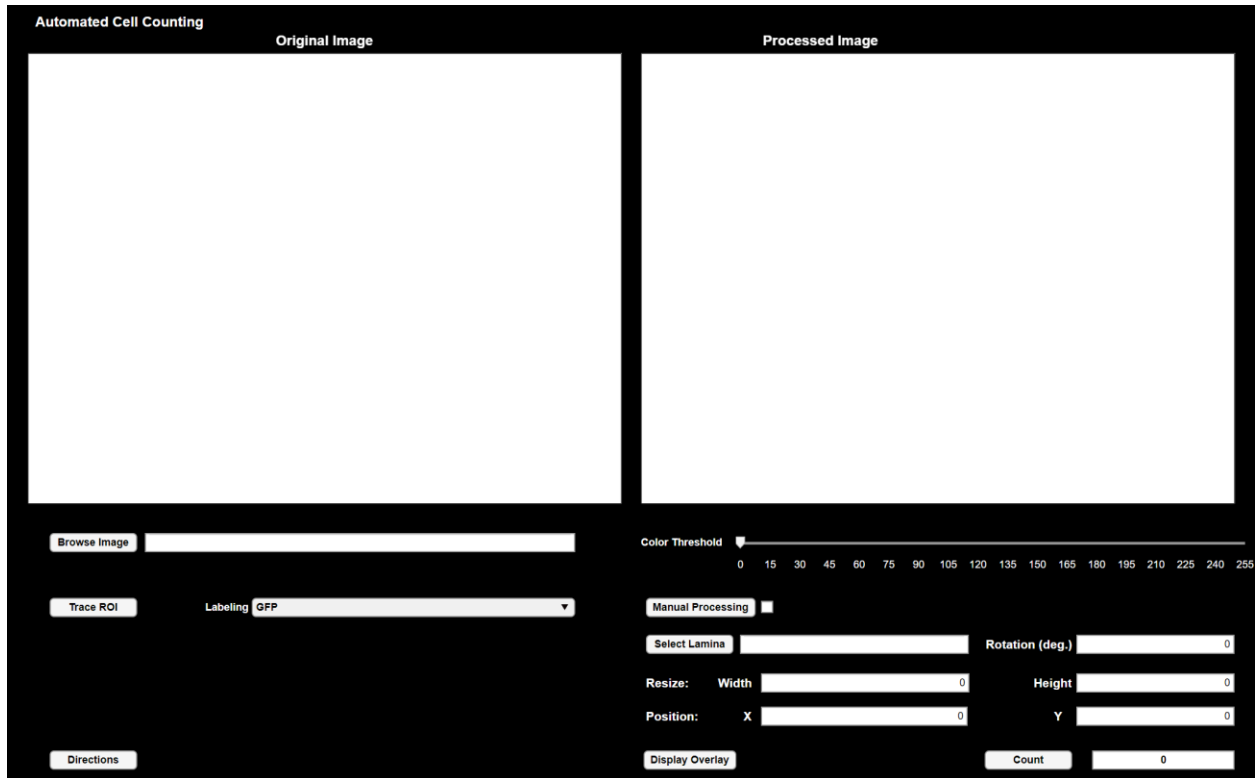 Automated Cell Counting
Original Image
Processed Image
Browse Image
Color Threshold
0 15 30 45 60 75 90 105 120 135 150 165 180 195 210 225 240 255
Trace ROI Labeling GFP
Manual Processing
Select Lamina Rotation (deg.) 0
Resize: Width 0 Height 0
Position: X 0 Y 0
Directions
Display Overlay Count 0